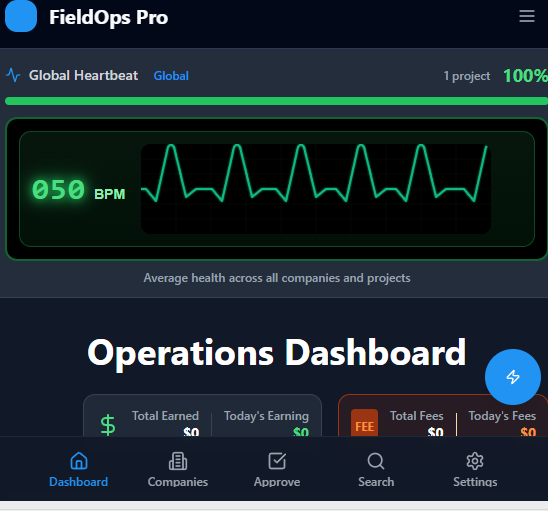 FieldOps Pro
Global Heartbeat Global 1 project 100%
050 BPM
Average health across all companies and projects
Operations Dashboard
Total Earned Today's Earning
$0 $0
FEE Total Fees Today's Fees
$0 $0
Dashboard Companies Approve Search Settings